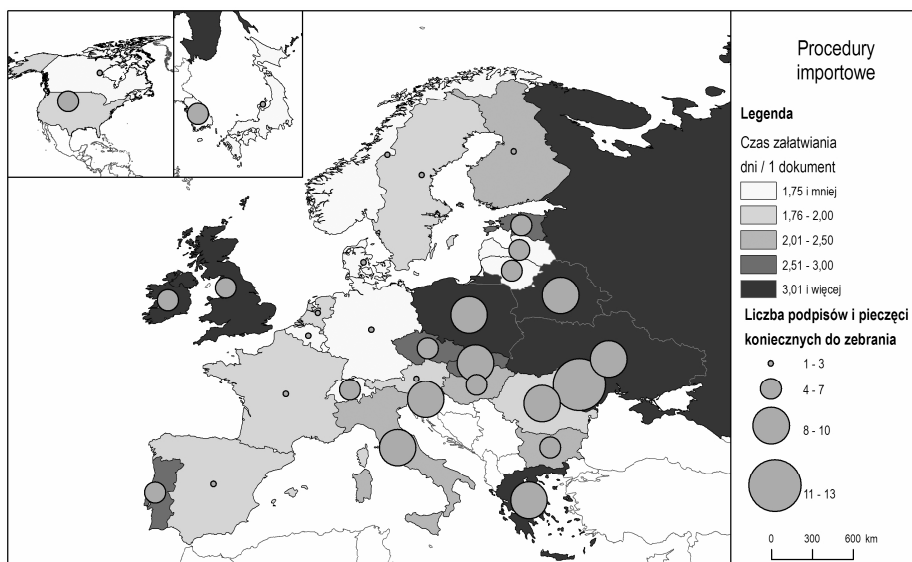 Procedury
importowe
Legenda
Czas załatwiania
dni / 1 dokument
1,75 i mniej
1,76 - 2,00
2,01 - 2,50
2,51 - 3,00
3,01 i więcej
Liczba podpisów i pieczęci
koniecznych do zebrania
1 - 3
4 - 7
8 - 10
11 - 13
0 300 600 km